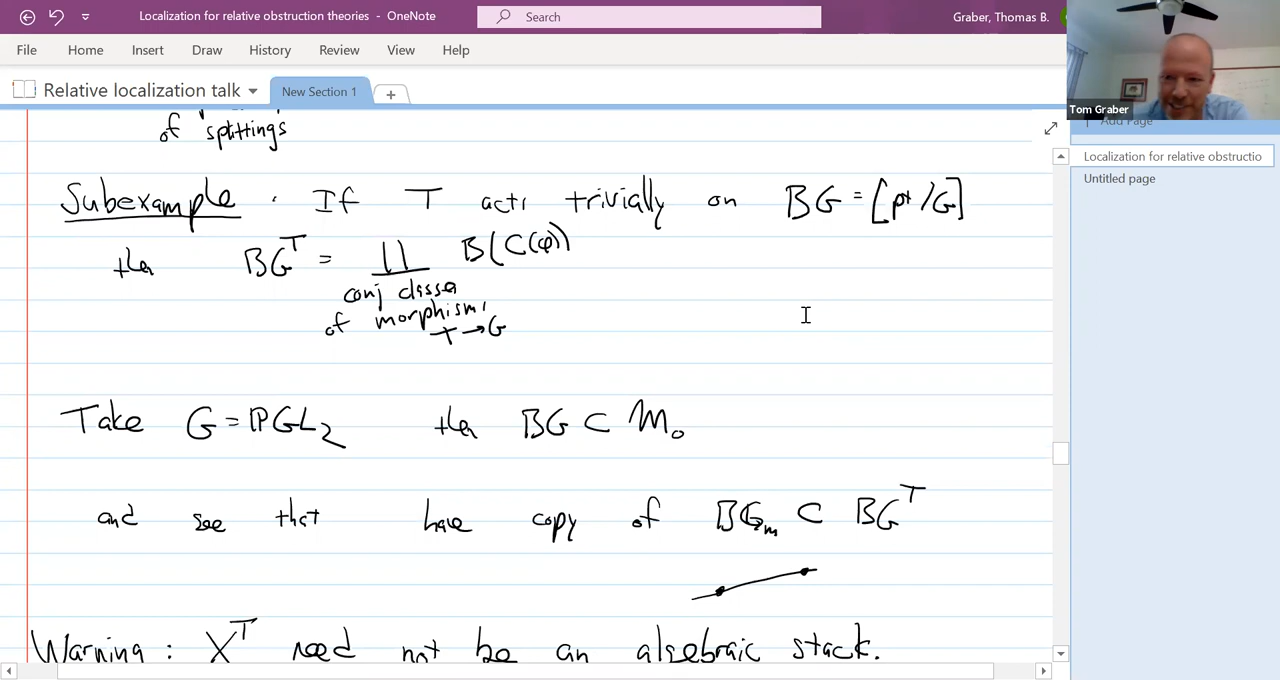 Localization for relative obstruction theories - OneNote
Search
Graber, Thomas B.
File Home Insert Draw History Review View Help
Relative localization talk
New Section 1
Tom Graber
Add Page
Localization for relative obstructio
Untitled page
of "splittings"
Subexample : If T acts trivially on BG = [pt/G]
then BG^T = ∐ B(C(φ))
conj classes
of morphisms
T → G
Take G = PGL_2 then BG ⊂ M_0
and see that have copy of BG_m ⊂ BG^T
Warning : X^T need not be an algebraic stack.